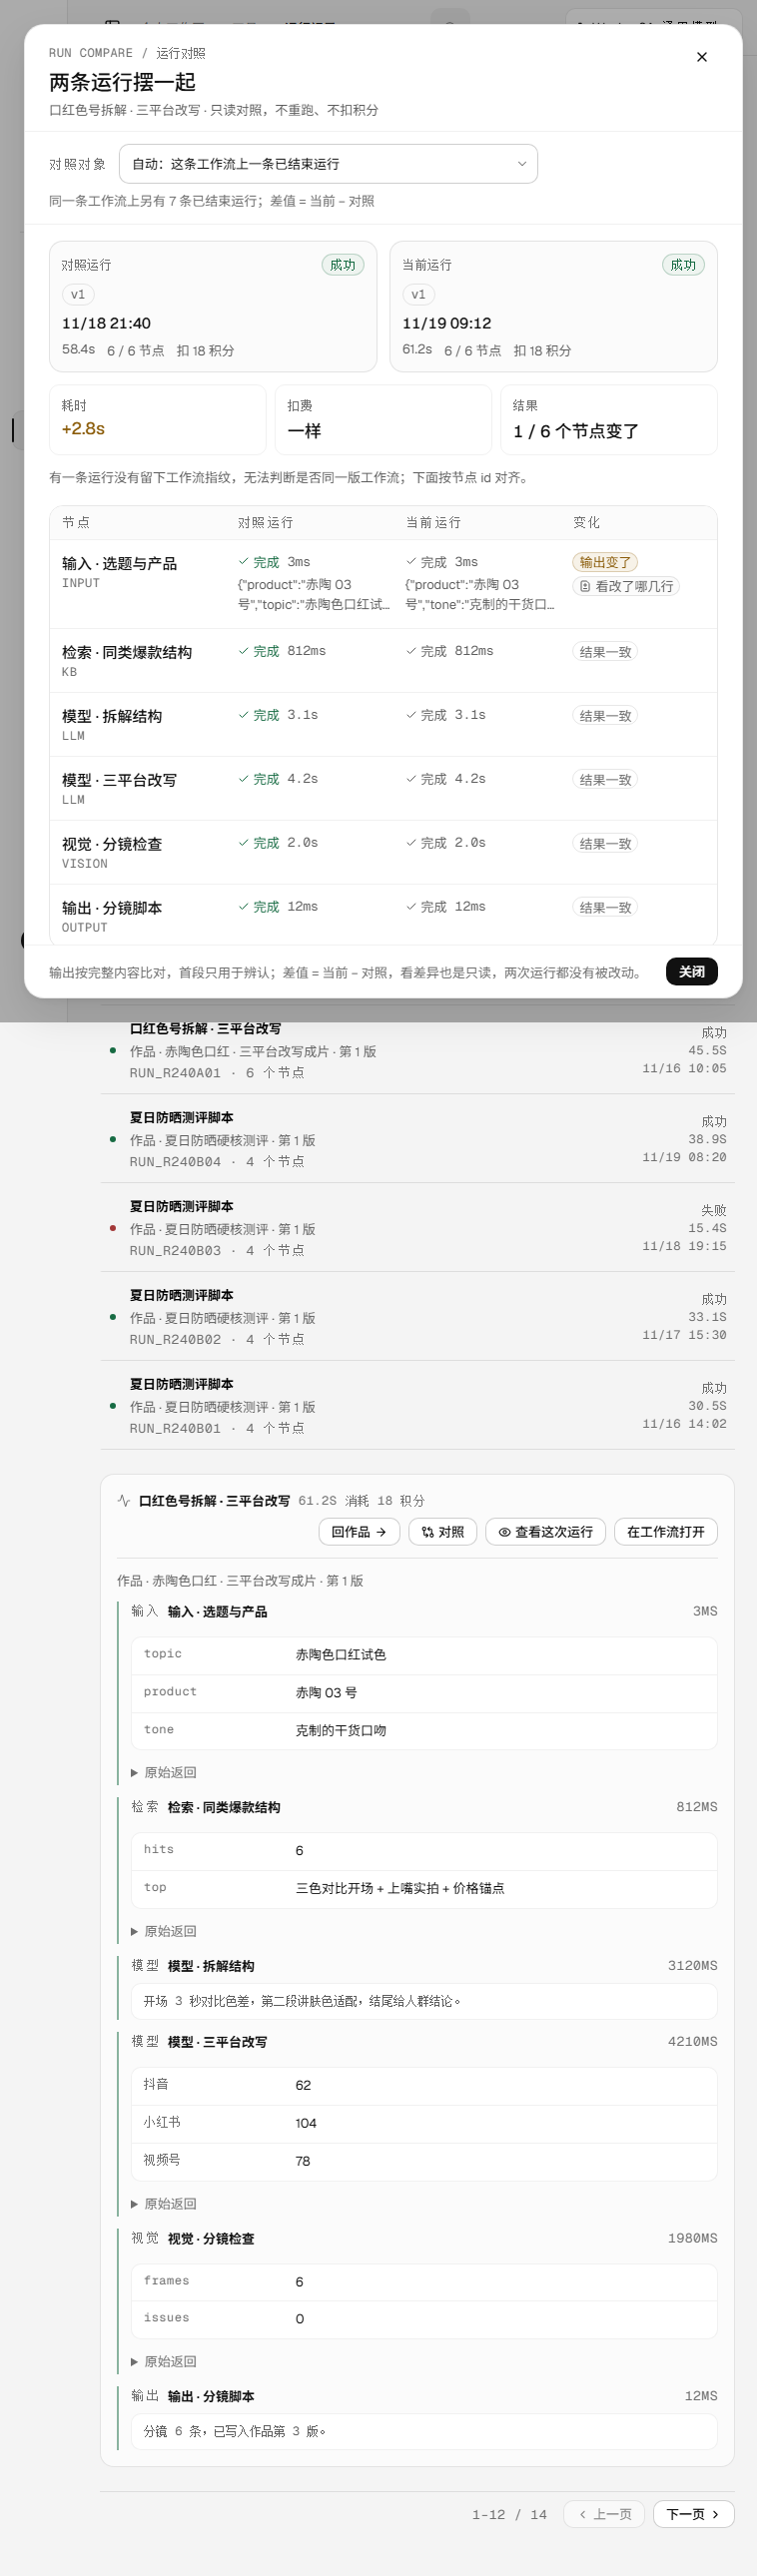 RUN COMPARE / 运行对照
两条运行摆一起
口红色号拆解 · 三平台改写 · 只读对照，不重跑、不扣积分
对照对象
自动：这条工作流上一条已结束运行
同一条工作流上另有 7 条已结束运行；差值 = 当前 − 对照
对照运行 成功
v1
11/18 21:40
58.4s 6 / 6 节点 扣 18 积分
当前运行 成功
v1
11/19 09:12
61.2s 6 / 6 节点 扣 18 积分
耗时
+2.8s
扣费
一样
结果
1 / 6 个节点变了
有一条运行没有留下工作流指纹，无法判断是否同一版工作流；下面按节点 id 对齐。
节点 对照运行 当前运行 变化
输入 · 选题与产品
INPUT
完成 3ms
{"product":"赤陶 03
号","topic":"赤陶色口红试...
完成 3ms
{"product":"赤陶 03
号","tone":"克制的干货口...
输出变了
看改了哪几行
检索 · 同类爆款结构
KB
完成 812ms
完成 812ms
结果一致
模型 · 拆解结构
LLM
完成 3.1s
完成 3.1s
结果一致
模型 · 三平台改写
LLM
完成 4.2s
完成 4.2s
结果一致
视觉 · 分镜检查
VISION
完成 2.0s
完成 2.0s
结果一致
输出 · 分镜脚本
OUTPUT
完成 12ms
完成 12ms
结果一致
输出按完整内容比对，首段只用于辨认；差值 = 当前 − 对照，看差异也是只读，两次运行都没有被改动。
关闭
口红色号拆解 · 三平台改写
作品 · 赤陶色口红 · 三平台改写成片 · 第 1 版
RUN_R240A01 · 6 个节点
成功
45.5S
11/16 10:05
夏日防晒测评脚本
作品 · 夏日防晒硬核测评 · 第 1 版
RUN_R240B04 · 4 个节点
成功
38.9S
11/19 08:20
夏日防晒测评脚本
作品 · 夏日防晒硬核测评 · 第 1 版
RUN_R240B03 · 4 个节点
失败
15.4S
11/18 19:15
夏日防晒测评脚本
作品 · 夏日防晒硬核测评 · 第 1 版
RUN_R240B02 · 4 个节点
成功
33.1S
11/17 15:30
夏日防晒测评脚本
作品 · 夏日防晒硬核测评 · 第 1 版
RUN_R240B01 · 4 个节点
成功
30.5S
11/16 14:02
口红色号拆解 · 三平台改写 61.2S 消耗 18 积分
回作品 → 对照 查看这次运行 在工作流打开
作品 · 赤陶色口红 · 三平台改写成片 · 第 1 版
输入 输入 · 选题与产品 3MS
topic 赤陶色口红试色
product 赤陶 03 号
tone 克制的干货口吻
原始返回
检索 检索 · 同类爆款结构 812MS
hits 6
top 三色对比开场 + 上嘴实拍 + 价格锚点
原始返回
模型 模型 · 拆解结构 3120MS
开场 3 秒对比色差，第二段讲肤色适配，结尾给人群结论。
模型 模型 · 三平台改写 4210MS
抖音 62
小红书 104
视频号 78
原始返回
视觉 视觉 · 分镜检查 1980MS
frames 6
issues 0
原始返回
输出 输出 · 分镜脚本 12MS
分镜 6 条，已写入作品第 3 版。
1–12 / 14 上一页 下一页